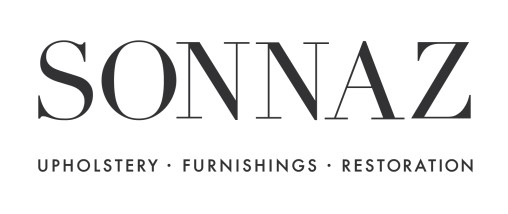 SONNAZ
UPHOLSTERY · FURNISHINGS · RESTORATION